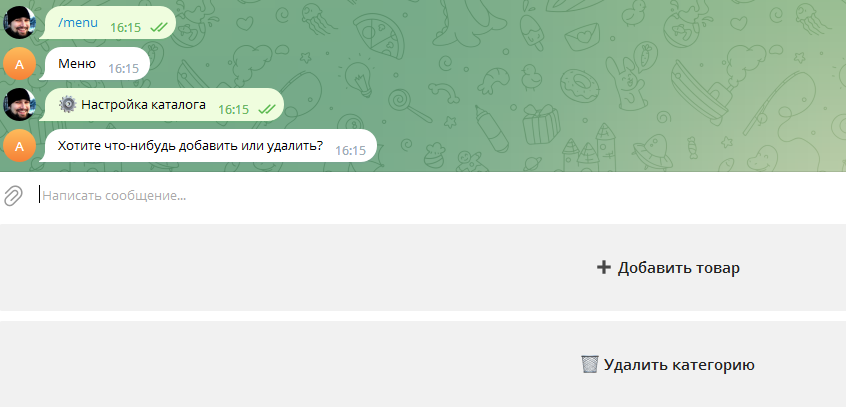 /menu 16:15
А Меню 16:15
Настройка каталога 16:15
А Хотите что-нибудь добавить или удалить? 16:15
Написать сообщение...
Добавить товар
Удалить категорию